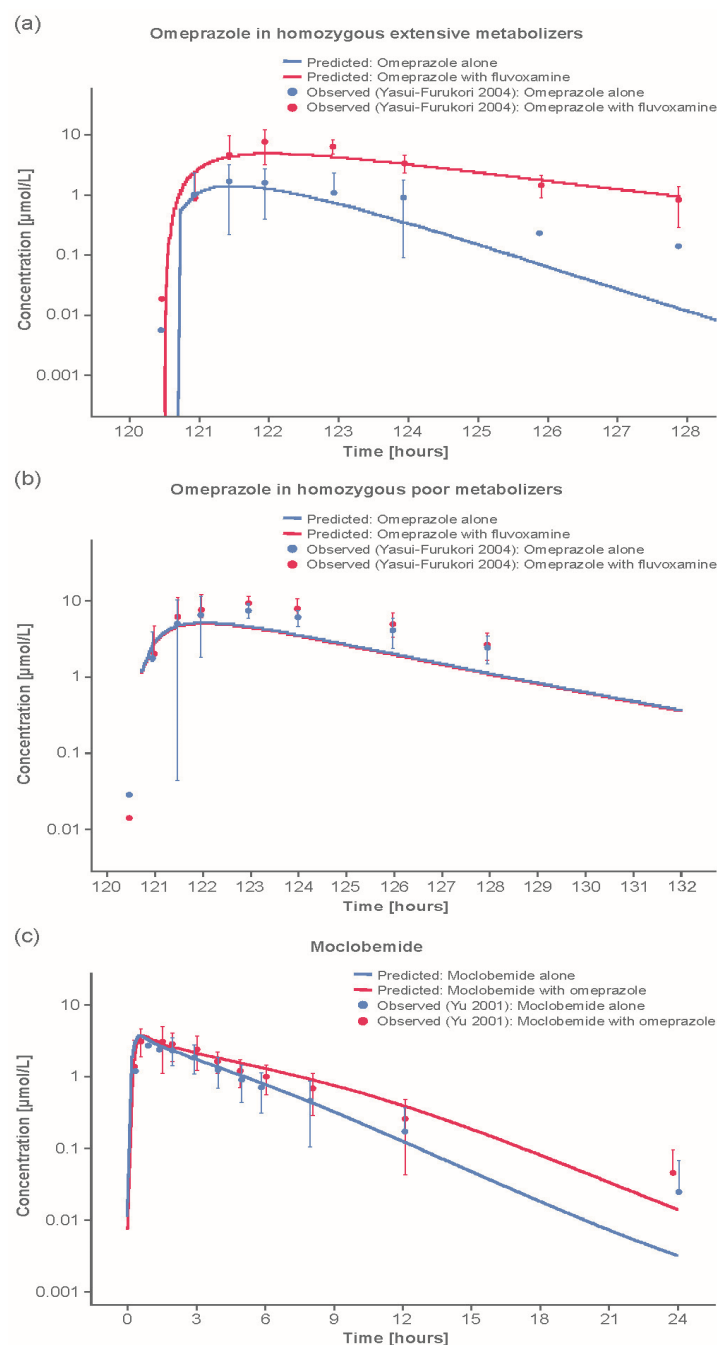 (a)
Omeprazole in homozygous extensive metabolizers
Predicted: Omeprazole alone
Predicted: Omeprazole with fluvoxamine
Observed (Yasui-Furukori 2004): Omeprazole alone
Observed (Yasui-Furukori 2004): Omeprazole with fluvoxamine
Concentration [µmol/L]
10
1
0.1
0.01
0.001
120 121 122 123 124 125 126 127 128
Time [hours]
(b)
Omeprazole in homozygous poor metabolizers
Predicted: Omeprazole alone
Predicted: Omeprazole with fluvoxamine
Observed (Yasui-Furukori 2004): Omeprazole alone
Observed (Yasui-Furukori 2004): Omeprazole with fluvoxamine
Concentration [µmol/L]
10
1
0.1
0.01
120 121 122 123 124 125 126 127 128 129 130 131 132
Time [hours]
(c)
Moclobemide
Predicted: Moclobemide alone
Predicted: Moclobemide with omeprazole
Observed (Yu 2001): Moclobemide alone
Observed (Yu 2001): Moclobemide with omeprazole
Concentration [µmol/L]
10
1
0.1
0.01
0.001
0 3 6 9 12 15 18 21 24
Time [hours]